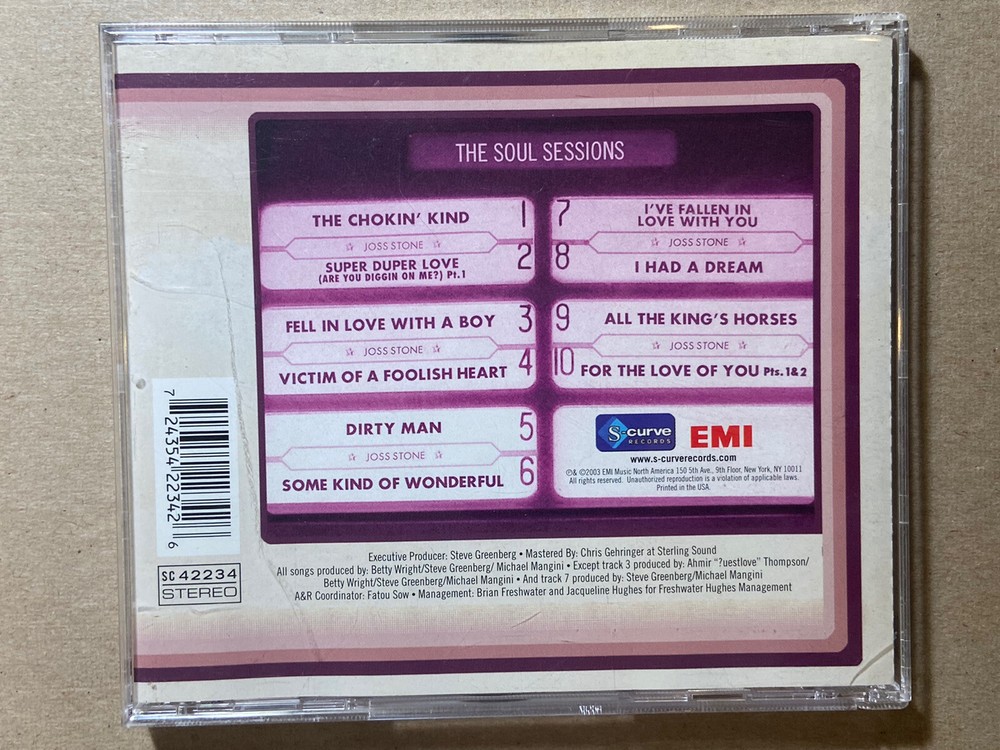 THE SOUL SESSIONS
THE CHOKIN' KIND 1
☆ JOSS STONE ☆
SUPER DUPER LOVE 2
(ARE YOU DIGGIN ON ME?) Pt.1
FELL IN LOVE WITH A BOY 3
☆ JOSS STONE ☆
VICTIM OF A FOOLISH HEART 4
DIRTY MAN 5
☆ JOSS STONE ☆
SOME KIND OF WONDERFUL 6
7 I'VE FALLEN IN
LOVE WITH YOU
☆ JOSS STONE ☆
8 I HAD A DREAM
9 ALL THE KING'S HORSES
☆ JOSS STONE ☆
10 FOR THE LOVE OF YOU Pts. 1&2
S-curve
RECORDS
EMI
www.s-curverecords.com
℗& ©2003 EMI Music North America 150 5th Ave., 9th Floor, New York, NY 10011
All rights reserved. Unauthorized reproduction is a violation of applicable laws.
Printed in the USA.
7 24354 22342 6
SC 42234
STEREO
Executive Producer: Steve Greenberg • Mastered By: Chris Gehringer at Sterling Sound
All songs produced by: Betty Wright/Steve Greenberg/ Michael Mangini • Except track 3 produced by: Ahmir "?uestlove" Thompson/
Betty Wright/Steve Greenberg/Michael Mangini • And track 7 produced by: Steve Greenberg/Michael Mangini
A&R Coordinator: Fatou Sow • Management: Brian Freshwater and Jacqueline Hughes for Freshwater Hughes Management